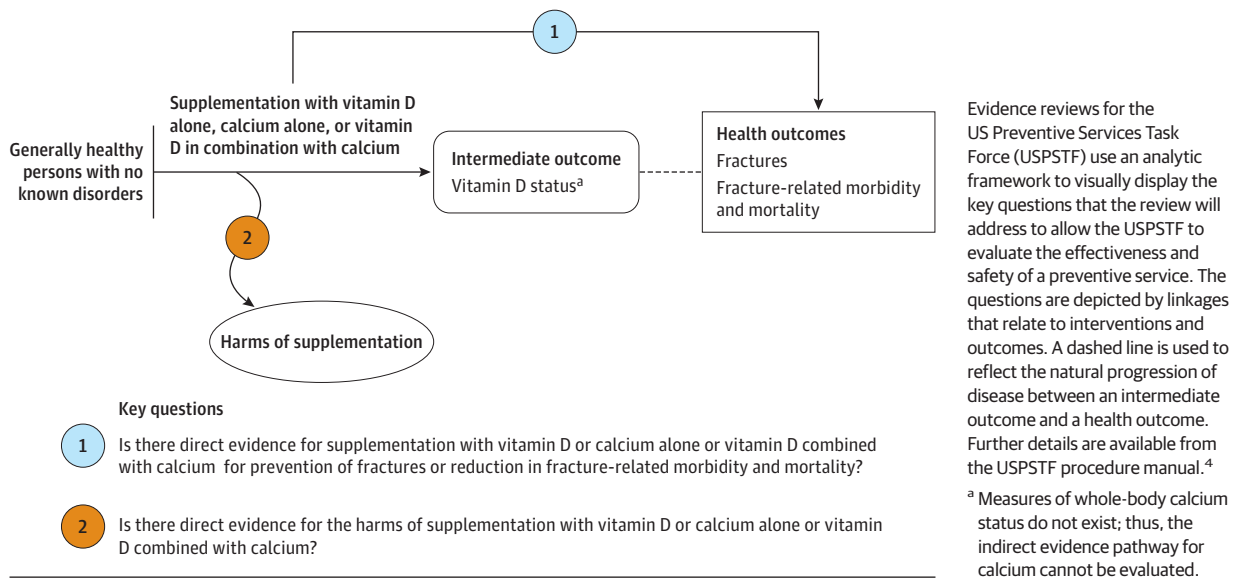 1
Supplementation with vitamin D
alone, calcium alone, or vitamin
D in combination with calcium
Generally healthy
persons with no
known disorders
Intermediate outcome
Vitamin D statusᵃ
Health outcomes
Fractures
Fracture-related morbidity
and mortality
2
Harms of supplementation
Key questions
1
Is there direct evidence for supplementation with vitamin D or calcium alone or vitamin D combined
with calcium for prevention of fractures or reduction in fracture-related morbidity and mortality?
2
Is there direct evidence for the harms of supplementation with vitamin D or calcium alone or vitamin
D combined with calcium?
Evidence reviews for the
US Preventive Services Task
Force (USPSTF) use an analytic
framework to visually display the
key questions that the review will
address to allow the USPSTF to
evaluate the effectiveness and
safety of a preventive service. The
questions are depicted by linkages
that relate to interventions and
outcomes. A dashed line is used to
reflect the natural progression of
disease between an intermediate
outcome and a health outcome.
Further details are available from
the USPSTF procedure manual.⁴
ᵃ Measures of whole-body calcium
status do not exist; thus, the
indirect evidence pathway for
calcium cannot be evaluated.